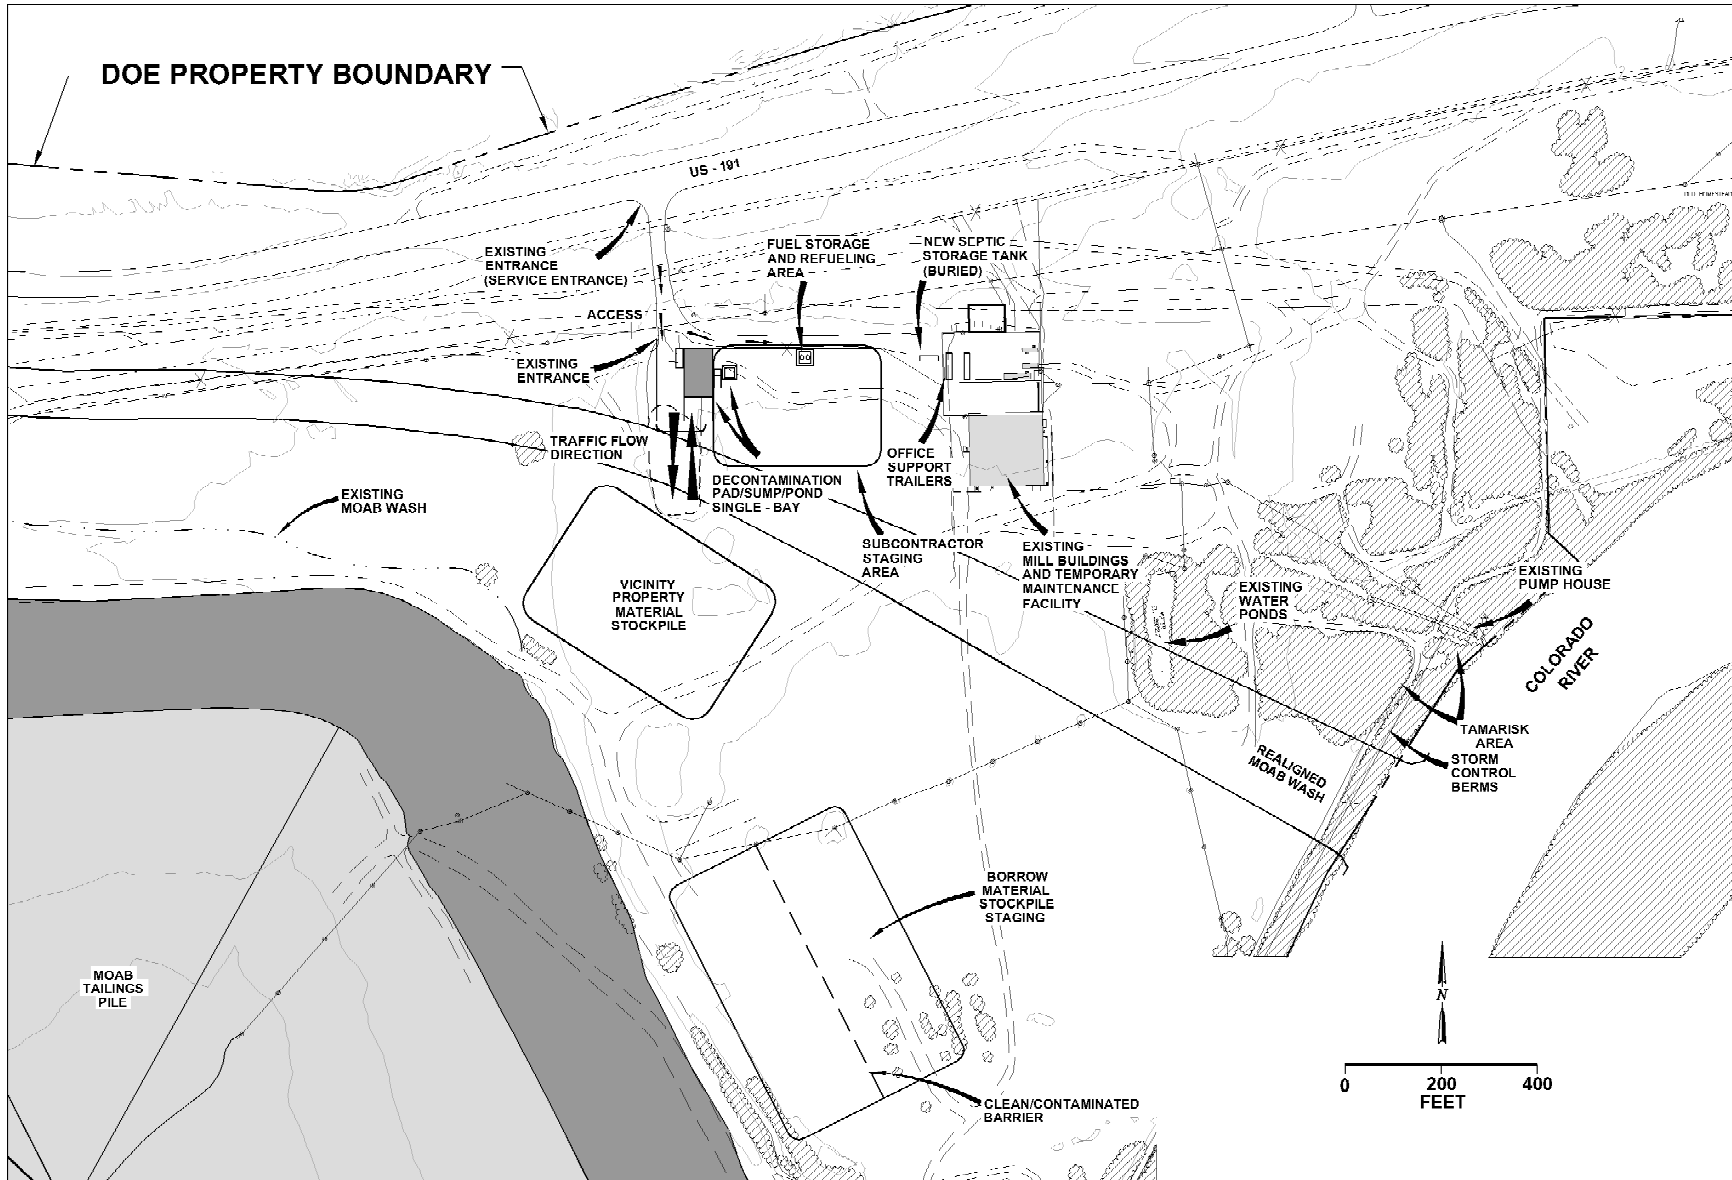 DOE PROPERTY BOUNDARY
US - 191
EXISTING
ENTRANCE
(SERVICE ENTRANCE)
FUEL STORAGE
AND REFUELING
AREA
NEW SEPTIC
STORAGE TANK
(BURIED)
ACCESS
EXISTING
ENTRANCE
TRAFFIC FLOW
DIRECTION
DECONTAMINATION
PAD/SUMP/POND
SINGLE - BAY
OFFICE
SUPPORT
TRAILERS
EXISTING
MOAB WASH
SUBCONTRACTOR
STAGING
AREA
EXISTING
MILL BUILDINGS
AND TEMPORARY
MAINTENANCE
FACILITY
VICINITY
PROPERTY
MATERIAL
STOCKPILE
EXISTING
WATER
PONDS
EXISTING
PUMP HOUSE
COLORADO
RIVER
TAMARISK
AREA
STORM
CONTROL
BERMS
REALIGNED
MOAB WASH
BORROW
MATERIAL
STOCKPILE
STAGING
MOAB
TAILINGS
PILE
CLEAN/CONTAMINATED
BARRIER
N
0 200 400
FEET